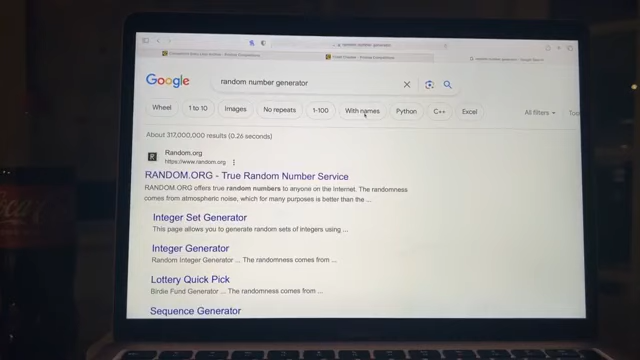 Google
random number generator
Wheel
1 to 10
Images
No repeats
1-100
With names
Python
C++
Excel
All filters
About 317,000,000 results (0.26 seconds)
Random.org
https://www.random.org
RANDOM.ORG - True Random Number Service
RANDOM.ORG offers true random numbers to anyone on the Internet. The randomness
comes from atmospheric noise, which for many purposes is better than the ...
Integer Set Generator
This page allows you to generate random sets of integers using ...
Integer Generator
Random Integer Generator ... The randomness comes from ...
Lottery Quick Pick
Birdie Fund Generator ... The randomness comes from ...
Sequence Generator